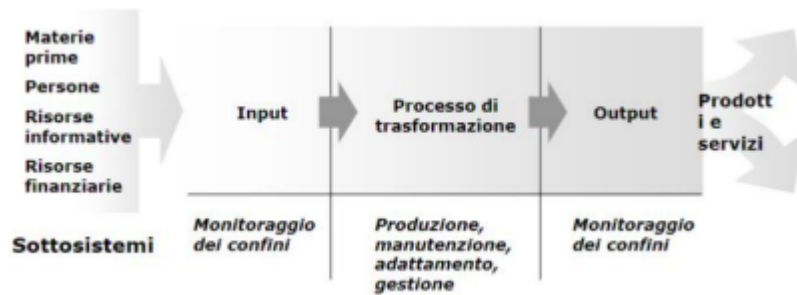 Materie
prime
Persone
Risorse
informative
Risorse
finanziarie
Input
Processo di
trasformazione
Output
Prodott
i e
servizi
Sottosistemi
Monitoraggio
dei confini
Produzione,
manutenzione,
adattamento,
gestione
Monitoraggio
dei confini